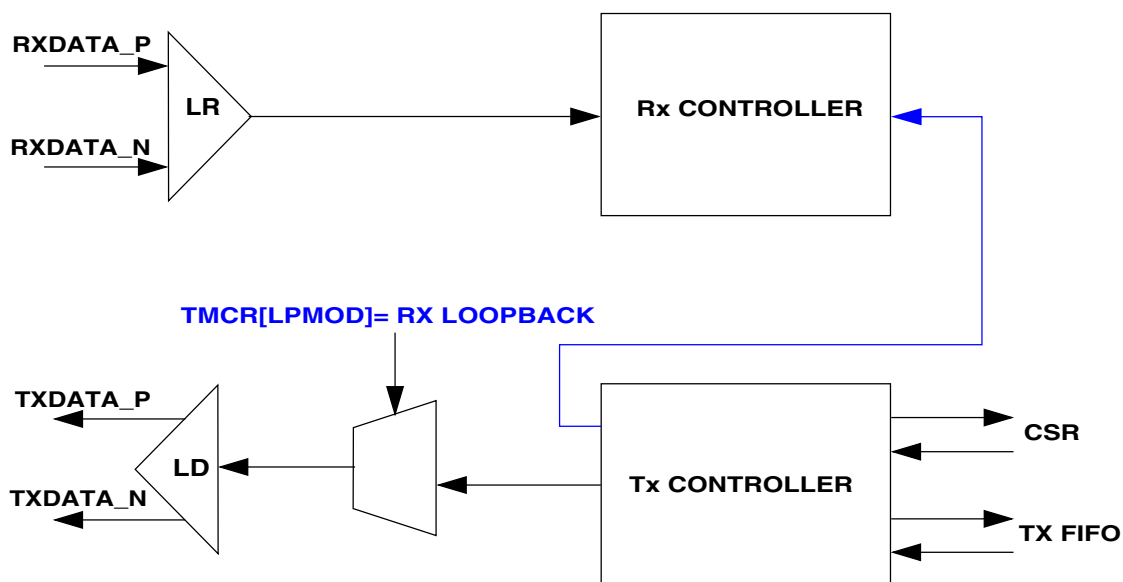 RXDATA_P
LR
RXDATA_N
Rx CONTROLLER
TMCR[LPMOD]= RX LOOPBACK
TXDATA_P
LD
TXDATA_N
Tx CONTROLLER
CSR
TX FIFO